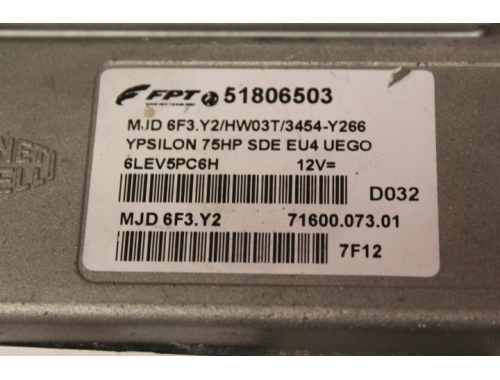 FPT 51806503
MJD 6F3.Y2/HW03T/3454-Y266
YPSILON 75HP SDE EU4 UEGO
6LEV5PC6H 12V=
D032
MJD 6F3.Y2 71600.073.01
7F12